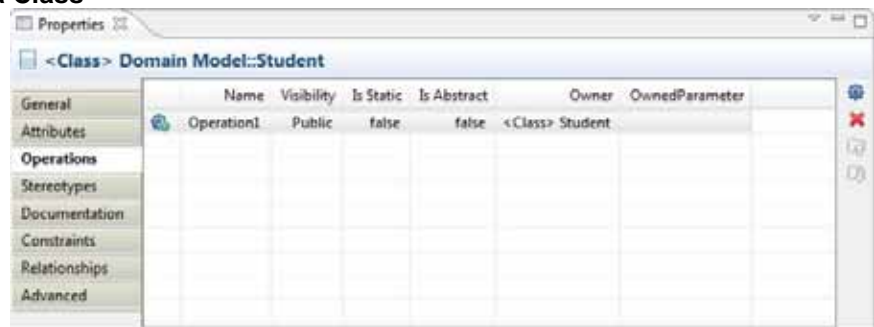 a Class
Properties
<Class> Domain Model::Student
General
Attributes
Operations
Stereotypes
Documentation
Constraints
Relationships
Advanced
Name Visibility Is Static Is Abstract Owner OwnedParameter
Operation1 Public false false <Class> Student